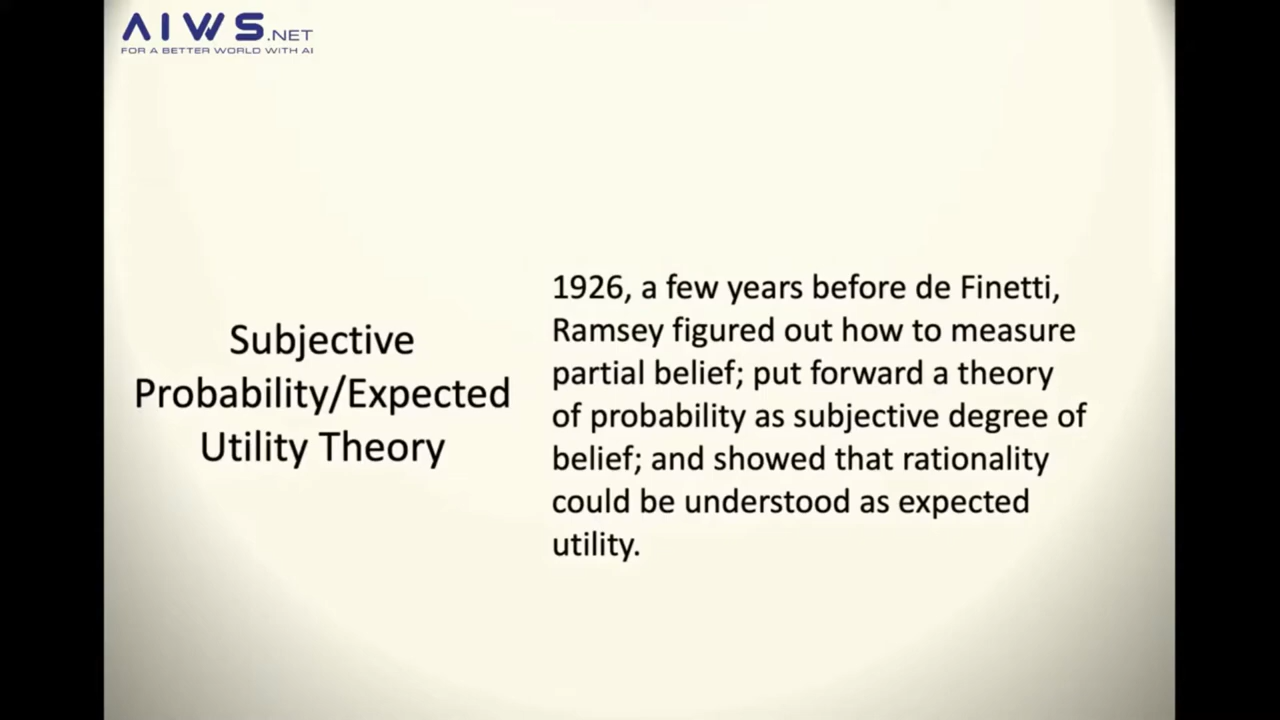 AIWS.NET
FOR A BETTER WORLD WITH AI
Subjective
Probability/Expected
Utility Theory
1926, a few years before de Finetti,
Ramsey figured out how to measure
partial belief; put forward a theory
of probability as subjective degree of
belief; and showed that rationality
could be understood as expected
utility.